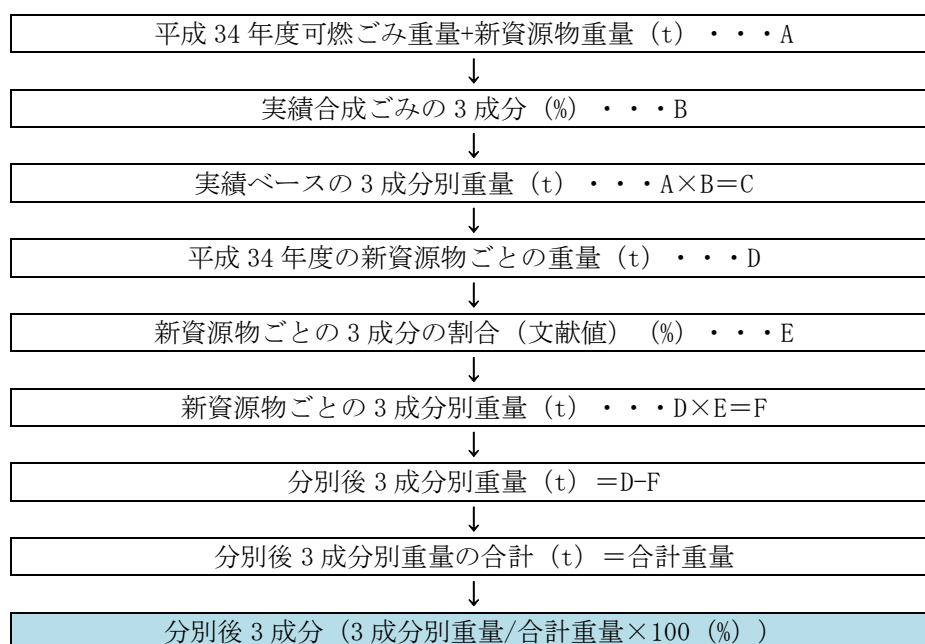 平成 34 年度可燃ごみ重量+新資源物重量 (t) ・・・A
↓
実績合成ごみの 3 成分 (%) ・・・B
↓
実績ベースの 3 成分別重量 (t) ・・・A×B＝C
↓
平成 34 年度の新資源物ごとの重量 (t) ・・・D
↓
新資源物ごとの 3 成分の割合 (文献値) (%) ・・・E
↓
新資源物ごとの 3 成分別重量 (t) ・・・D×E＝F
↓
分別後 3 成分別重量 (t) ＝D-F
↓
分別後 3 成分別重量の合計 (t) ＝合計重量
↓
分別後 3 成分 (3 成分別重量/合計重量×100 (%) )